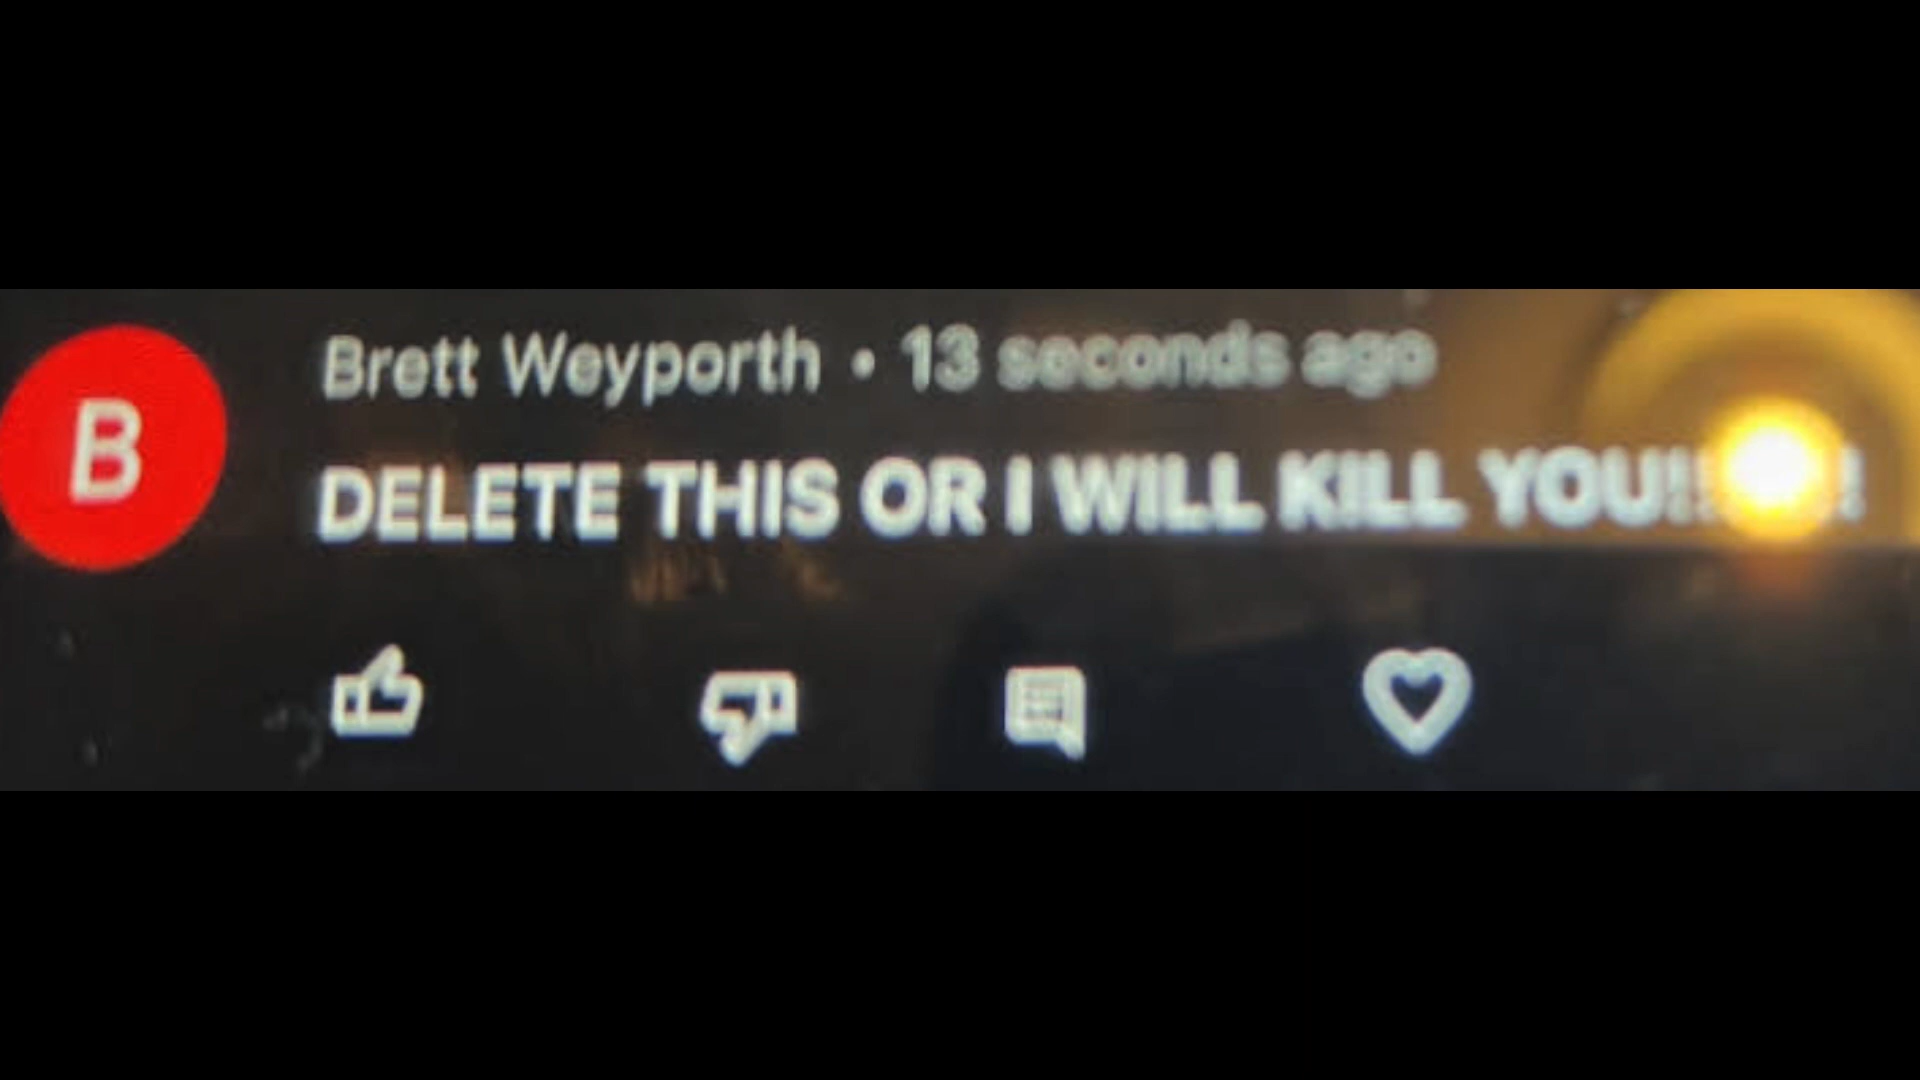 B
Brett Weyporth • 13 seconds ago
DELETE THIS OR I WILL KILL YOU!!